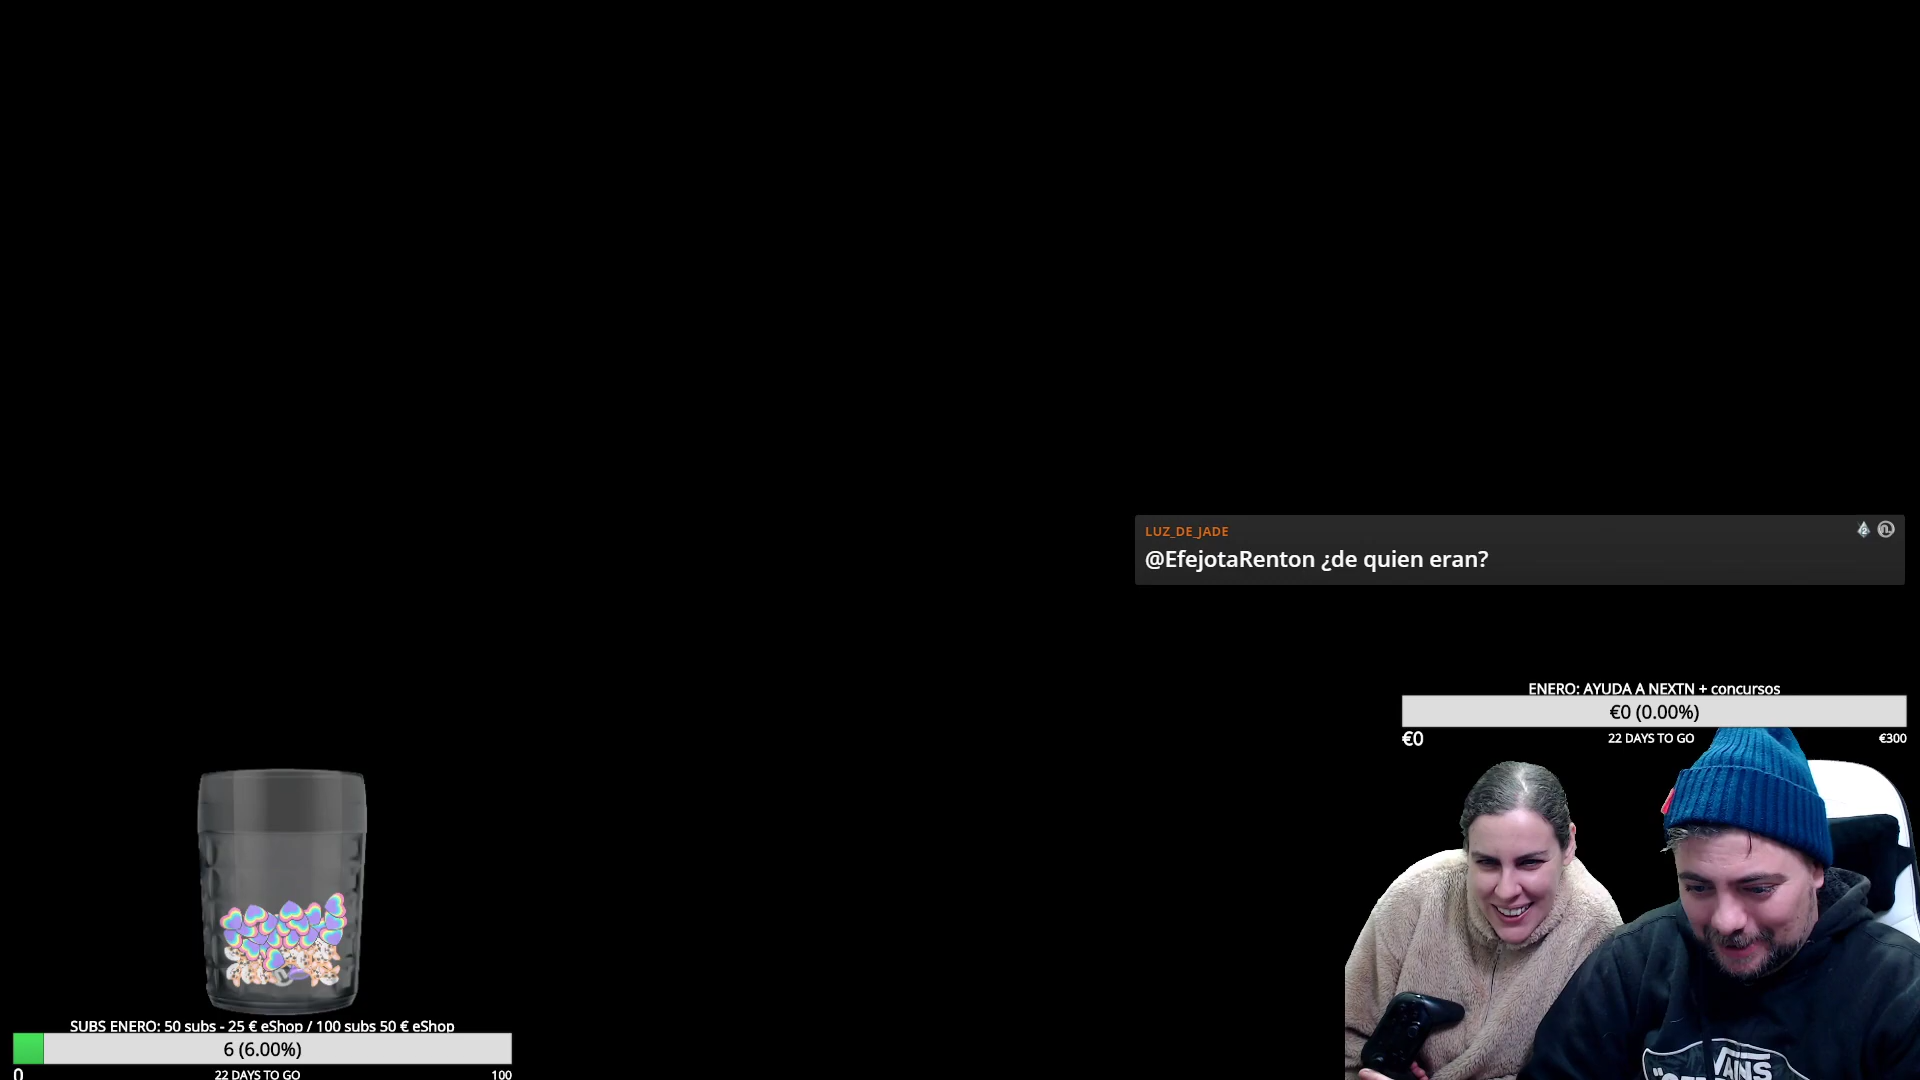 LUZ_DE_JADE
@EfejotaRenton ¿de quien eran?
ENERO: AYUDA A NEXTN + concursos
€0 (0.00%)
€0 22 DAYS TO GO €300
SUBS ENERO: 50 subs - 25 € eShop / 100 subs 50 € eShop
6 (6.00%)
0 22 DAYS TO GO 100
VANS